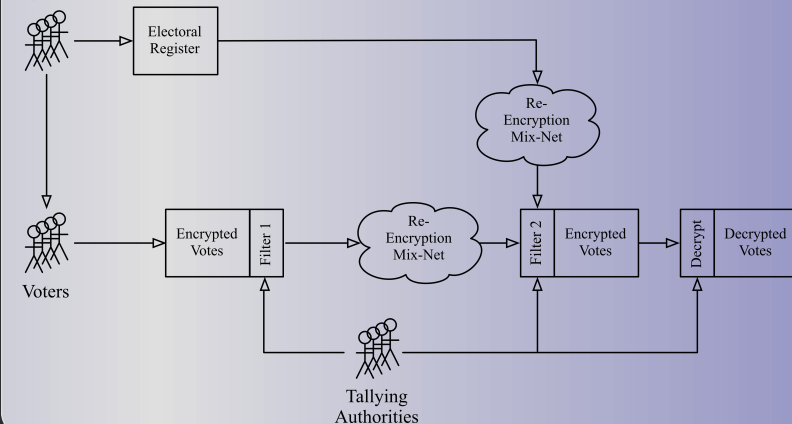 Electoral
Register
Re-
Encryption
Mix-Net
Voters
Encrypted
Votes
Filter 1
Re-
Encryption
Mix-Net
Filter 2
Encrypted
Votes
Decrypt
Decrypted
Votes
Tallying
Authorities